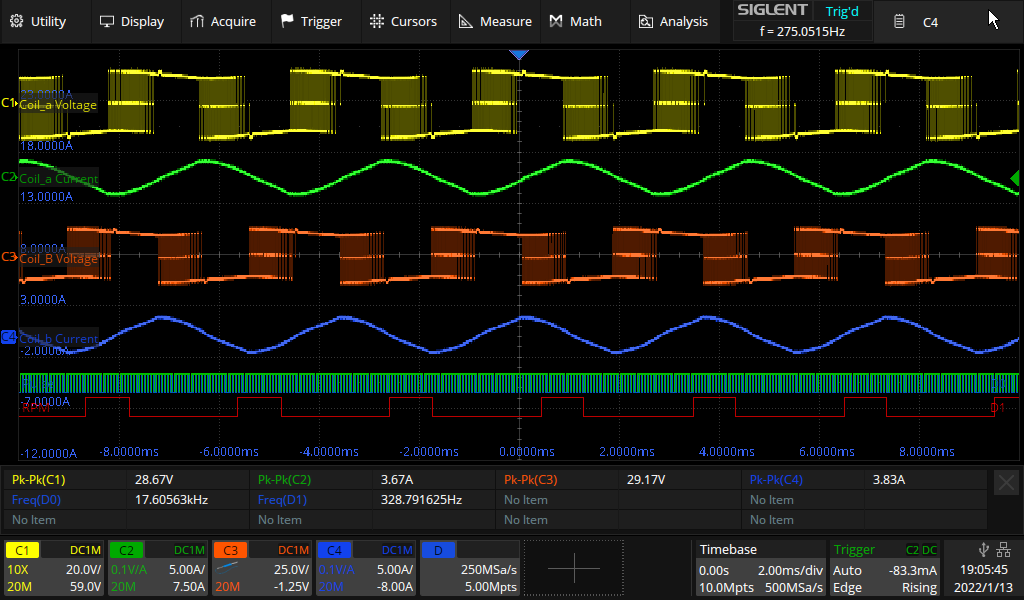 Utility Display Acquire Trigger Cursors Measure Math Analysis SIGLENT Trig'd C4
f = 275.0515Hz
C1 Coil_a Voltage
18.0000A
C2 Coil_a Current
13.0000A
8.0000A
C3 Coil_B Voltage
3.0000A
C4 Coil_b Current
-2.0000A
-7.0000A
RPM D1
-12.0000A -8.0000ms -6.0000ms -4.0000ms -2.0000ms 0.0000ms 2.0000ms 4.0000ms 6.0000ms 8.0000ms
Pk-Pk(C1) 28.67V Pk-Pk(C2) 3.67A Pk-Pk(C3) 29.17V Pk-Pk(C4) 3.83A
Freq(D0) 17.60563kHz Freq(D1) 328.791625Hz No Item No Item
No Item No Item No Item No Item
C1 DC1M C2 DC1M C3 DC1M C4 DC1M D Timebase Trigger C2 DC
10X 20.0V/ 0.1V/A 5.00A/ 25.0V/ 0.1V/A 5.00A/ 250MSa/s 0.00s 2.00ms/div Auto -83.3mA 19:05:45
20M 59.0V 20M 7.50A 20M -1.25V 20M -8.00A 5.00Mpts 10.0Mpts 500MSa/s Edge Rising 2022/1/13